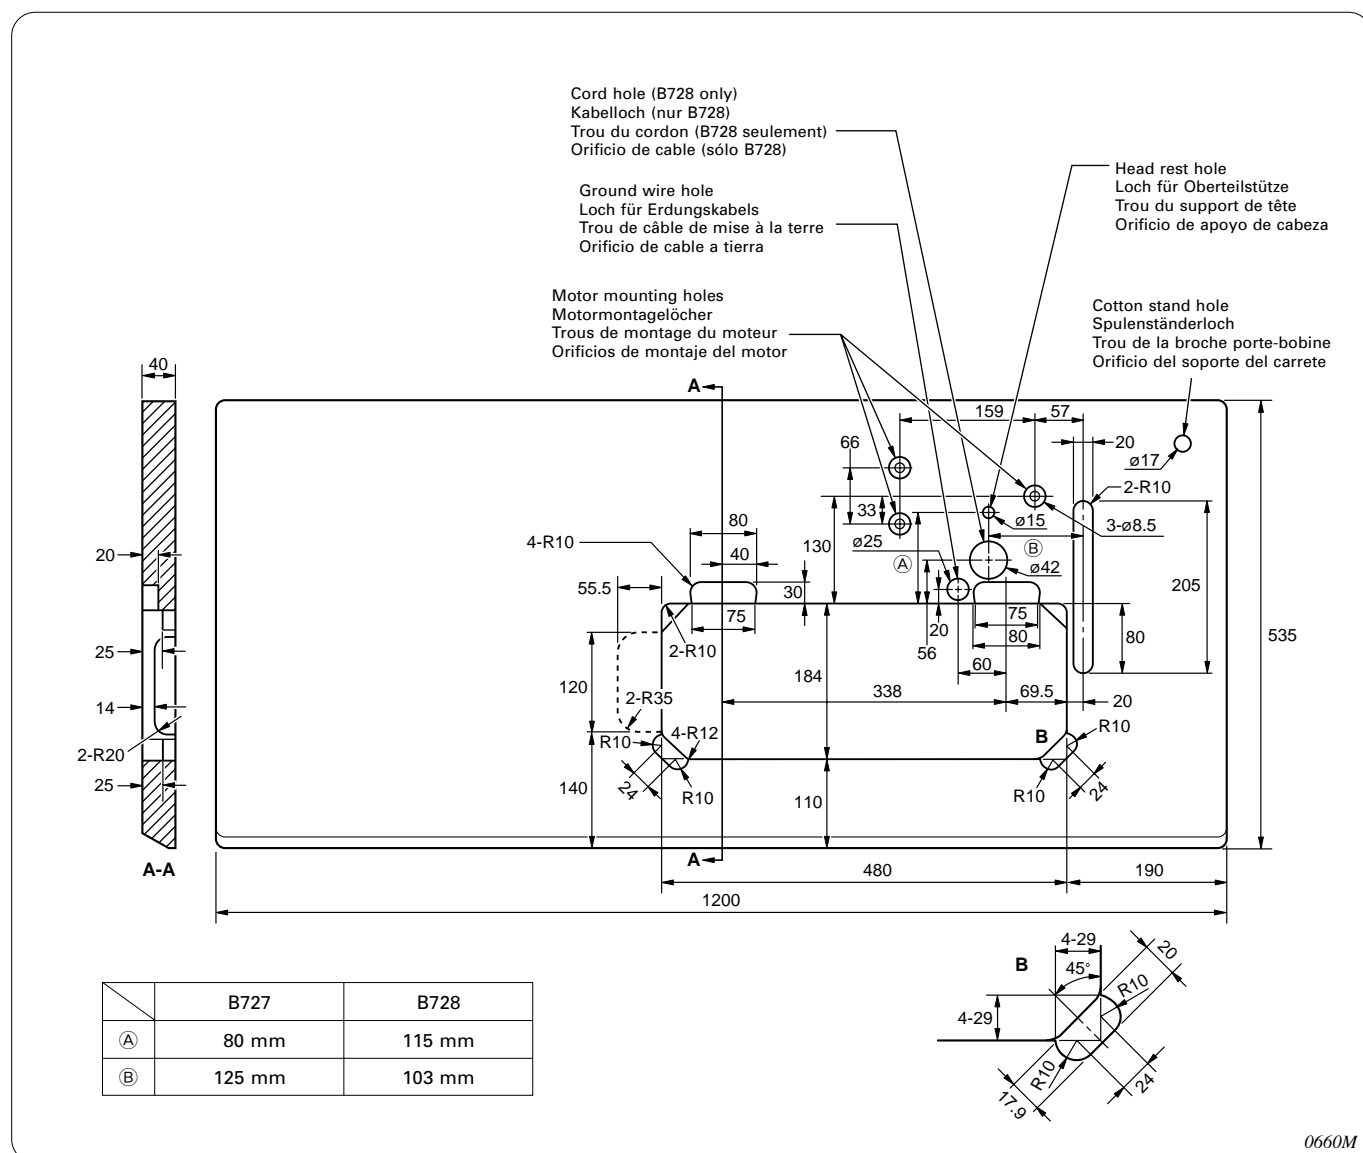 Cord hole (B728 only)
Kabelloch (nur B728)
Trou du cordon (B728 seulement)
Orificio de cable (sólo B728)
Head rest hole
Loch für Oberteilstütze
Trou du support de tête
Orificio de apoyo de cabeza
Ground wire hole
Loch für Erdungskabels
Trou de câble de mise à la terre
Orificio de cable a tierra
Motor mounting holes
Motormontagelöcher
Trous de montage du moteur
Orificios de montaje del motor
Cotton stand hole
Spulenständerloch
Trou de la broche porte-bobine
Orificio del soporte del carrete
40
A
159
57
66
20
ø17
2-R10
33
80
ø15
3-ø8.5
4-R10
130
ø25
Ⓐ
Ⓑ
20
40
ø42
55.5
30
205
75
75
20
2-R10
80
80
535
25
56
60
184
120
338
69.5
20
14
2-R35
2-R20
R10
4-R12
B
R10
25
140
24
R10
110
R10
24
A-A
A
480
190
1200
4-29
20
B
45°
R10
4-29
R10
24
17.9
B727 B728
Ⓐ 80 mm 115 mm
Ⓑ 125 mm 103 mm
0660M